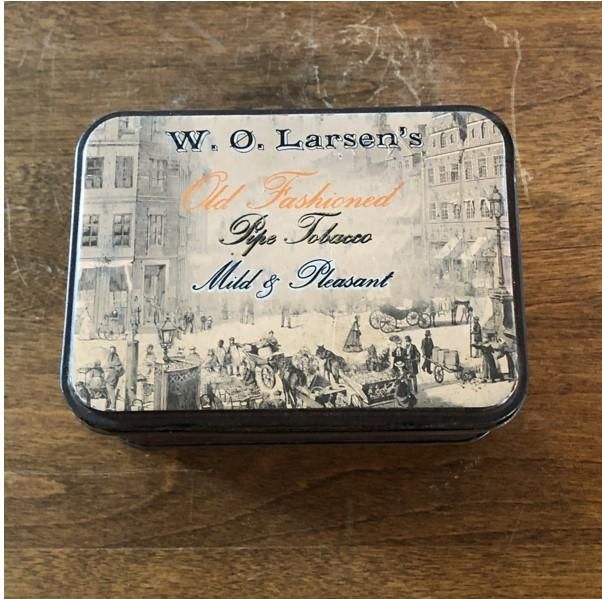 W. Ø. Larsen's
Old Fashioned
Pipe Tobacco
Mild & Pleasant